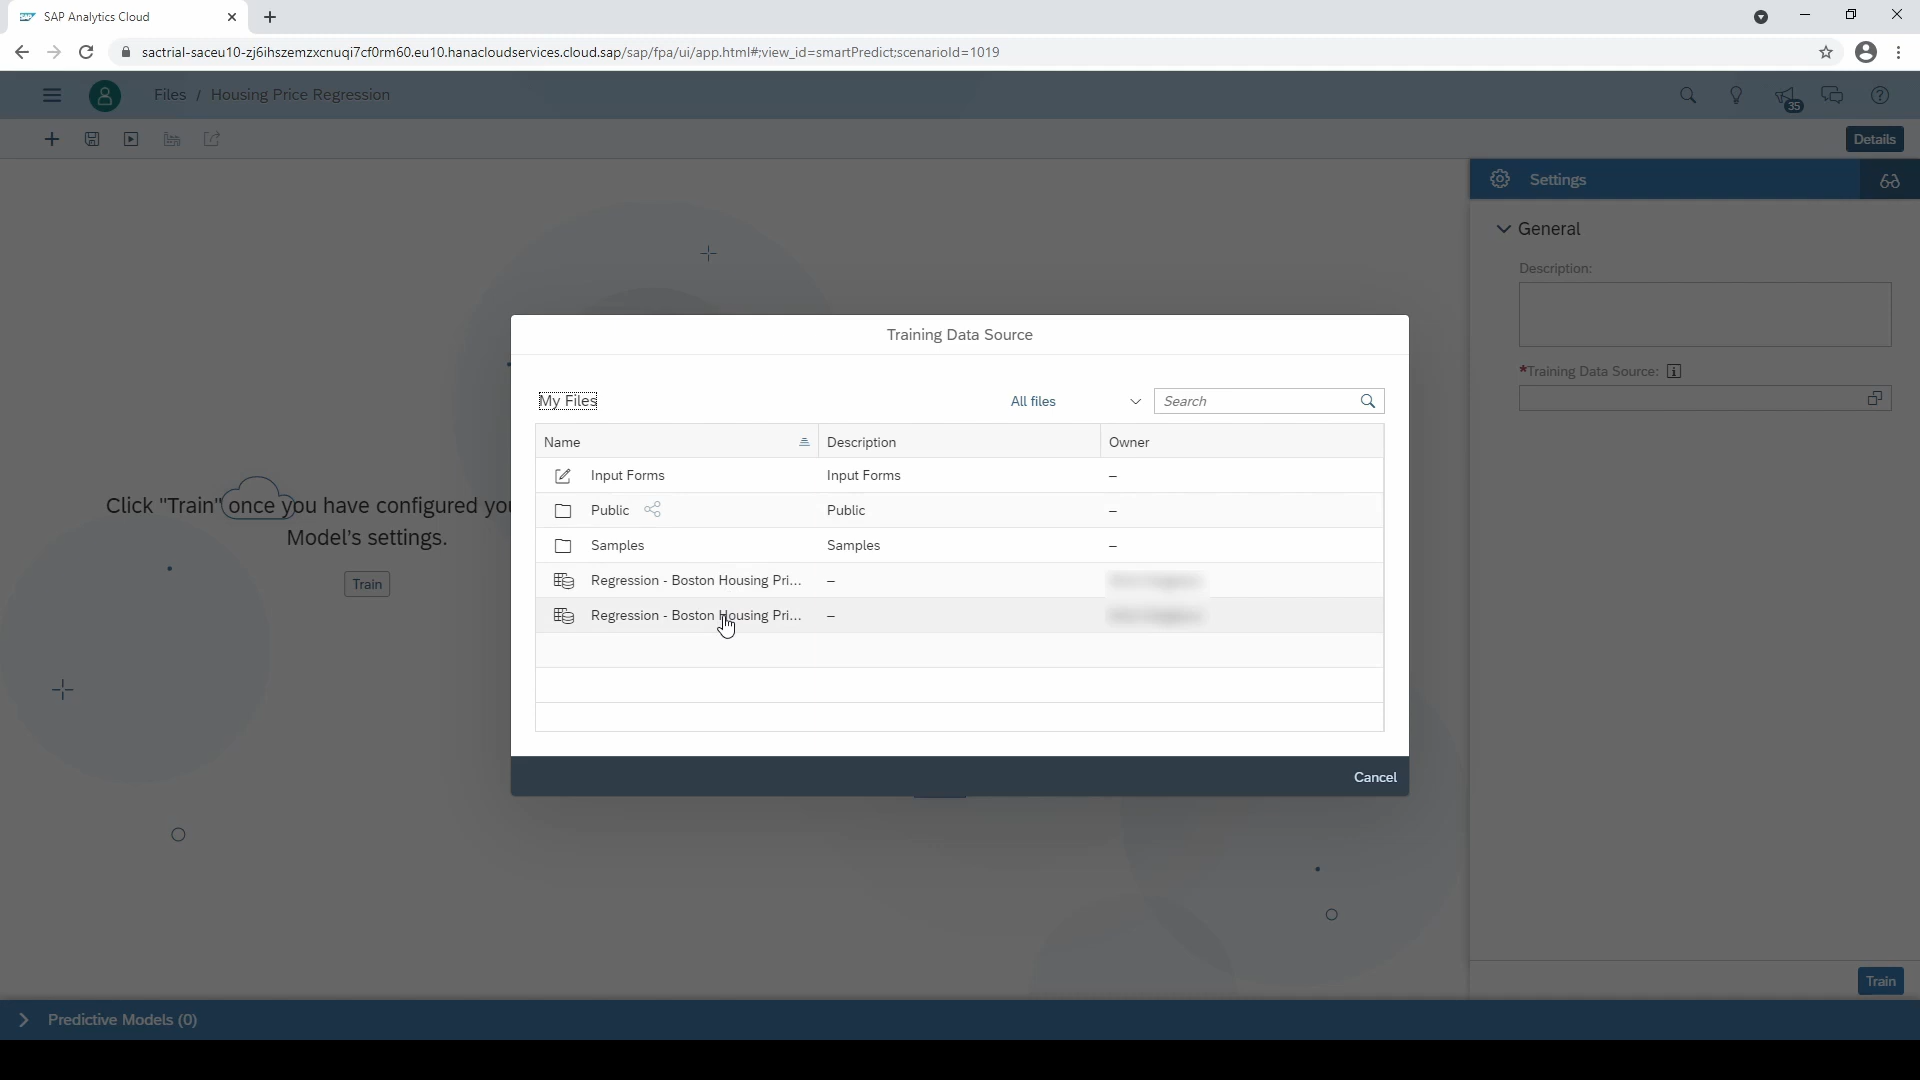 SAP Analytics Cloud
sactrial-saceu10-zj6ihszemzxcnuqi7cf0rm60.eu10.hanacloudservices.cloud.sap/sap/fpa/ui/app.html#;view_id=smartPredict;scenarioId=1019
Files / Housing Price Regression
35
Details
Settings
General
Description:
*Training Data Source:
Click "Train" once you have configured you
Model's settings.
Train
Training Data Source
My Files
All files
Search
Name Description Owner
Input Forms Input Forms –
Public Public –
Samples Samples –
Regression - Boston Housing Pri... –
Regression - Boston Housing Pri... –
Cancel
Train
Predictive Models (0)